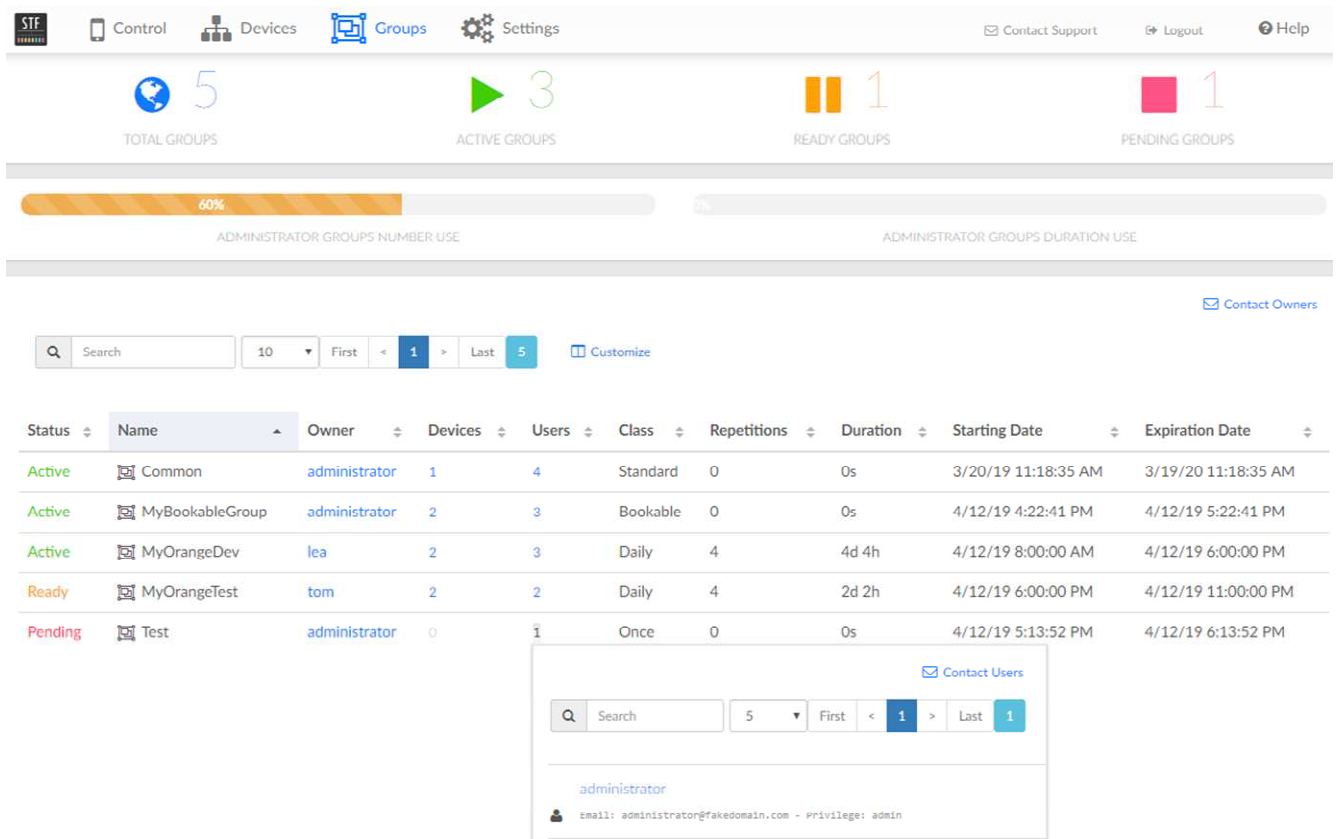 STF Control Devices Groups Settings Contact Support Logout Help
5 3 1 1
TOTAL GROUPS ACTIVE GROUPS READY GROUPS PENDING GROUPS
60%
ADMINISTRATOR GROUPS NUMBER USE ADMINISTRATOR GROUPS DURATION USE
Contact Owners
Search 10 First < 1 > Last 5 Customize
Status Name Owner Devices Users Class Repetitions Duration Starting Date Expiration Date
Active Common administrator 1 4 Standard 0 0s 3/20/19 11:18:35 AM 3/19/20 11:18:35 AM
Active MyBookableGroup administrator 2 3 Bookable 0 0s 4/12/19 4:22:41 PM 4/12/19 5:22:41 PM
Active MyOrangeDev lea 2 3 Daily 4 4d 4h 4/12/19 8:00:00 AM 4/12/19 6:00:00 PM
Ready MyOrangeTest tom 2 2 Daily 4 2d 2h 4/12/19 6:00:00 PM 4/12/19 11:00:00 PM
Pending Test administrator 0 1 Once 0 0s 4/12/19 5:13:52 PM 4/12/19 6:13:52 PM
Contact Users
Search 5 First < 1 > Last 1
administrator
Email: administrator@fakedomain.com - Privilege: admin